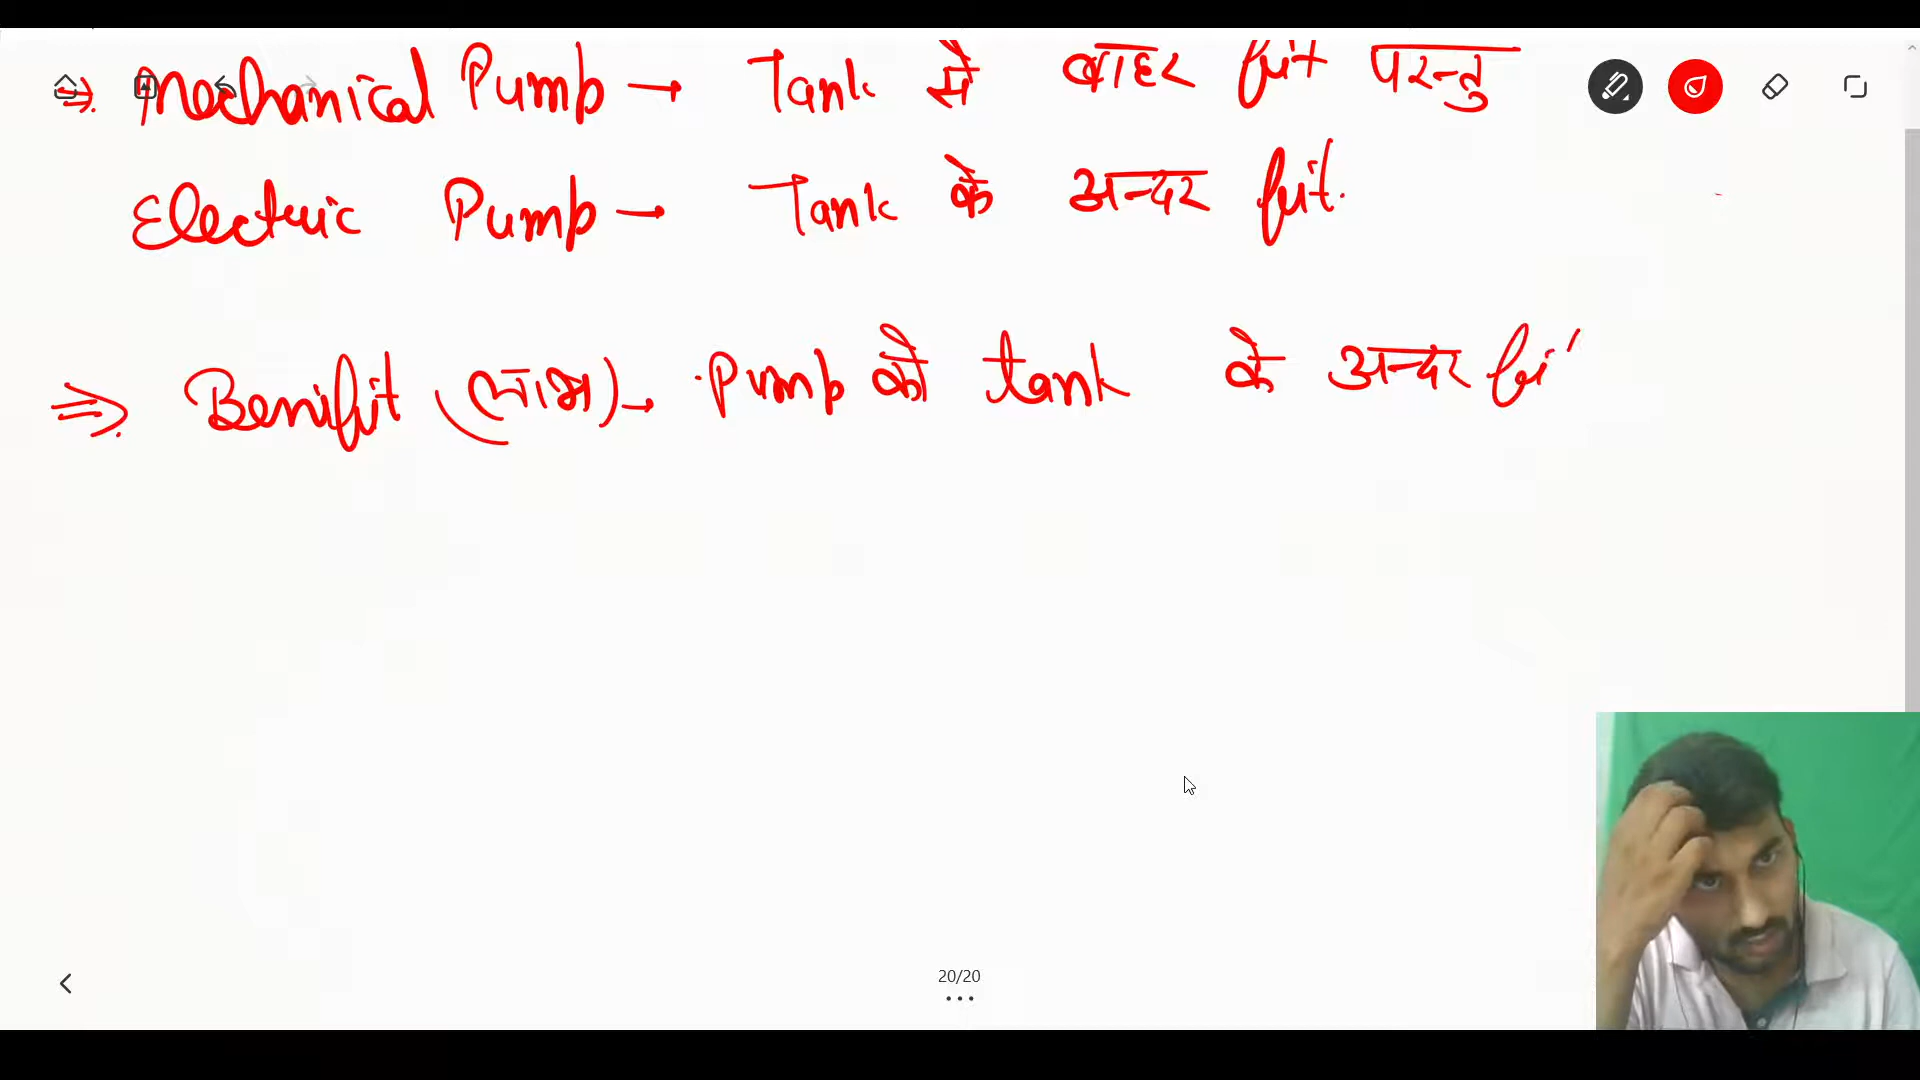 ⇒ Mechanical Pump → Tank से बाहर fit परन्तु
Electric Pump → Tank के अन्दर fit.
⇒ Benifit (लाभ) → Pump को tank के अन्दर fi
20/20